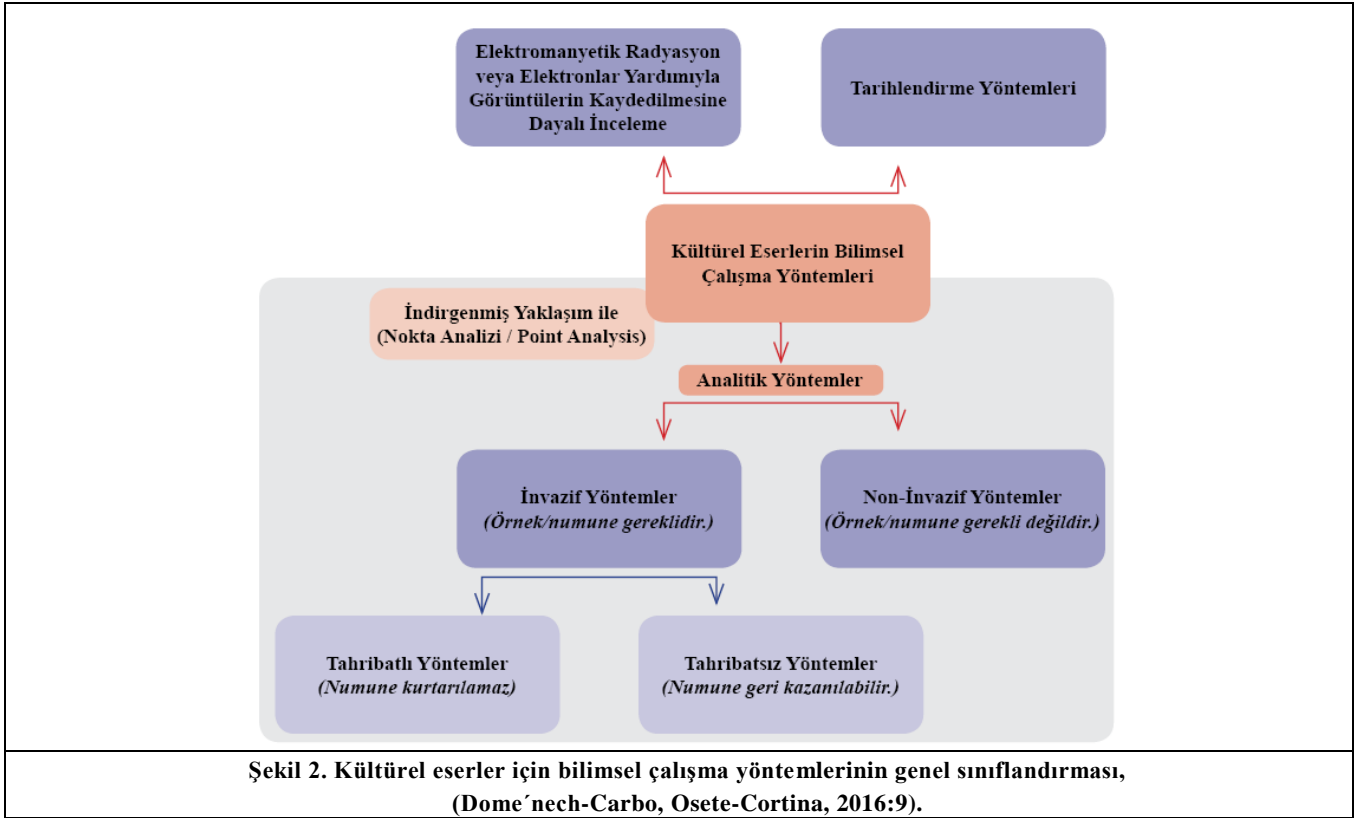 Elektromanyetik Radyasyon
veya Elektronlar Yardımıyla
Görüntülerin Kaydedilmesine
Dayalı İnceleme
Tarihlendirme Yöntemleri
Kültürel Eserlerin Bilimsel
Çalışma Yöntemleri
İndirgenmiş Yaklaşım ile
(Nokta Analizi / Point Analysis)
Analitik Yöntemler
İnvazif Yöntemler
(Örnek/numune gereklidir.)
Non-İnvazif Yöntemler
(Örnek/numune gerekli değildir.)
Tahribatlı Yöntemler
(Numune kurtarılamaz)
Tahribatsız Yöntemler
(Numune geri kazanılabilir.)
Şekil 2. Kültürel eserler için bilimsel çalışma yöntemlerinin genel sınıflandırması,
(Dome´nech-Carbo, Osete-Cortina, 2016:9).